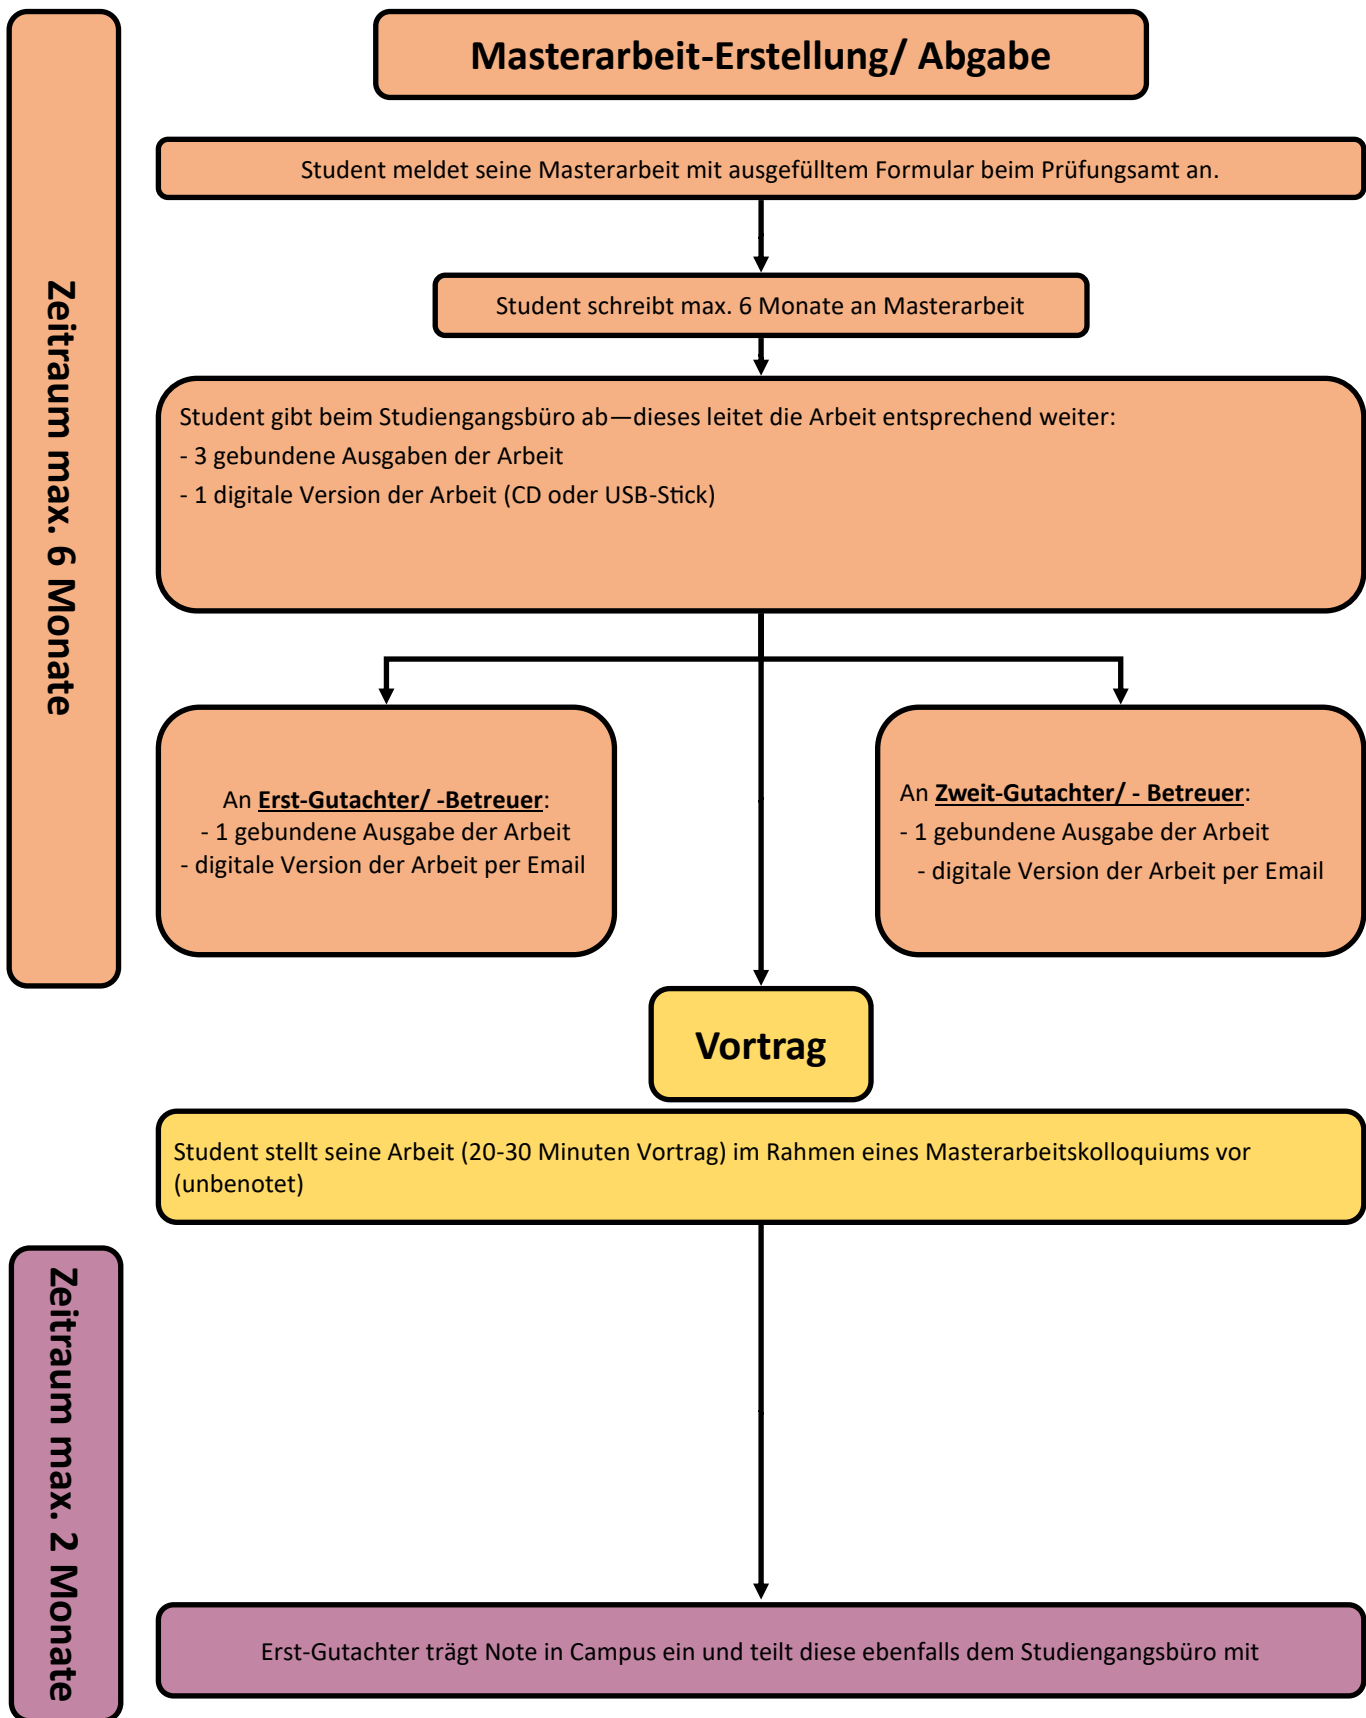 Masterarbeit-Erstellung/ Abgabe
Student meldet seine Masterarbeit mit ausgefülltem Formular beim Prüfungsamt an.
Student schreibt max. 6 Monate an Masterarbeit
Zeitraum max. 6 Monate
Student gibt beim Studiengangsbüro ab—dieses leitet die Arbeit entsprechend weiter:
- 3 gebundene Ausgaben der Arbeit
- 1 digitale Version der Arbeit (CD oder USB-Stick)
An Erst-Gutachter/ -Betreuer:
- 1 gebundene Ausgabe der Arbeit
- digitale Version der Arbeit per Email
An Zweit-Gutachter/ - Betreuer:
- 1 gebundene Ausgabe der Arbeit
- digitale Version der Arbeit per Email
Vortrag
Student stellt seine Arbeit (20-30 Minuten Vortrag) im Rahmen eines Masterarbeitskolloquiums vor
(unbenotet)
Zeitraum max. 2 Monate
Erst-Gutachter trägt Note in Campus ein und teilt diese ebenfalls dem Studiengangsbüro mit